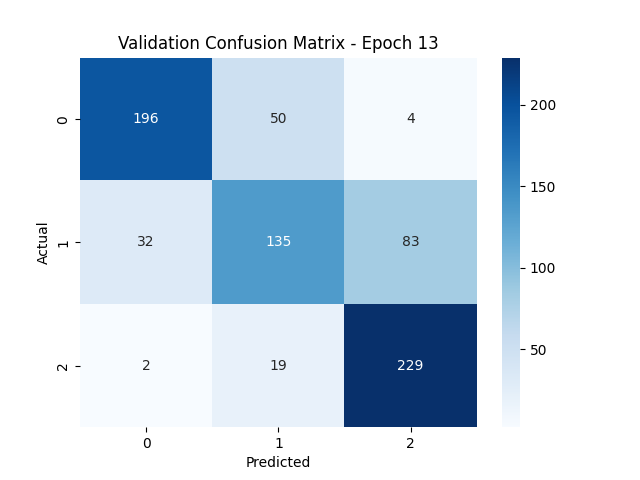 Validation Confusion Matrix - Epoch 13
0 196 50 4
1 32 135 83
2 2 19 229
0 1 2
Predicted
Actual
200
150
100
50